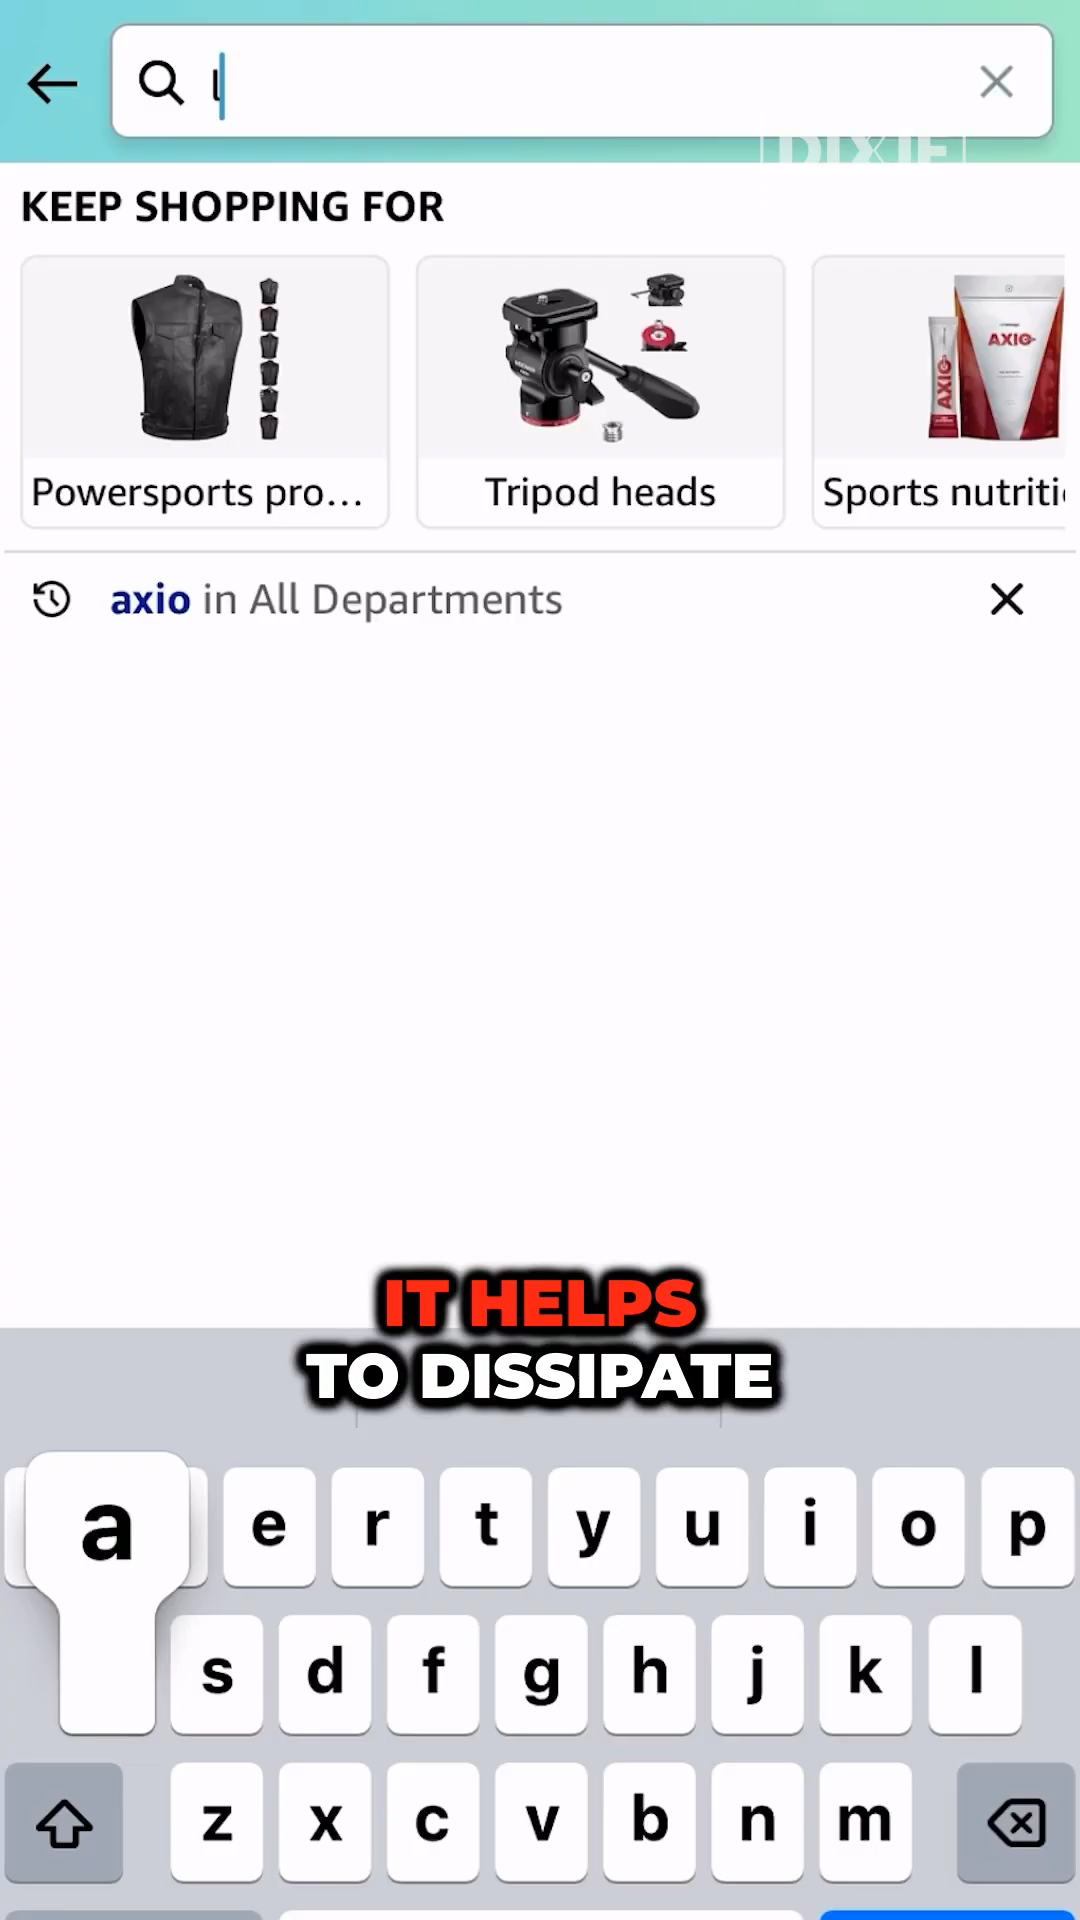 l
DIXIE
KEEP SHOPPING FOR
AXIO
AXIO
Powersports pro...
Tripod heads
Sports nutriti
axio in All Departments
IT HELPS
TO DISSIPATE
a
e r t y u i o p
s d f g h j k l
z x c v b n m